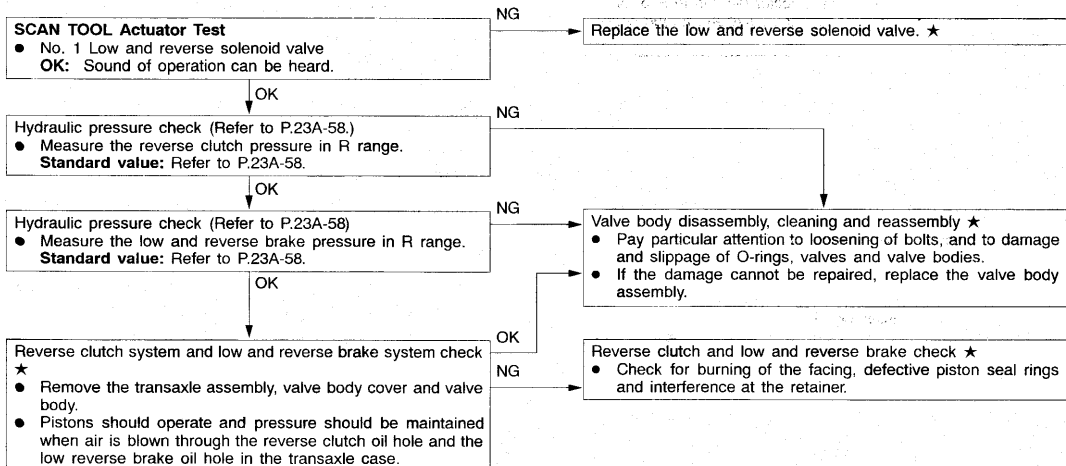 NG
SCAN TOOL Actuator Test
● No. 1 Low and reverse solenoid valve
OK: Sound of operation can be heard.
Replace the low and reverse solenoid valve. ★
OK
NG
Hydraulic pressure check (Refer to P.23A-58.)
● Measure the reverse clutch pressure in R range.
Standard value: Refer to P.23A-58.
OK
NG
Hydraulic pressure check (Refer to P.23A-58)
● Measure the low and reverse brake pressure in R range.
Standard value: Refer to P.23A-58.
Valve body disassembly, cleaning and reassembly ★
● Pay particular attention to loosening of bolts, and to damage
and slippage of O-rings, valves and valve bodies.
● If the damage cannot be repaired, replace the valve body
assembly.
OK
OK
Reverse clutch system and low and reverse brake system check
★
● Remove the transaxle assembly, valve body cover and valve
body.
● Pistons should operate and pressure should be maintained
when air is blown through the reverse clutch oil hole and the
low reverse brake oil hole in the transaxle case.
NG
Reverse clutch and low and reverse brake check ★
● Check for burning of the facing, defective piston seal rings
and interference at the retainer.